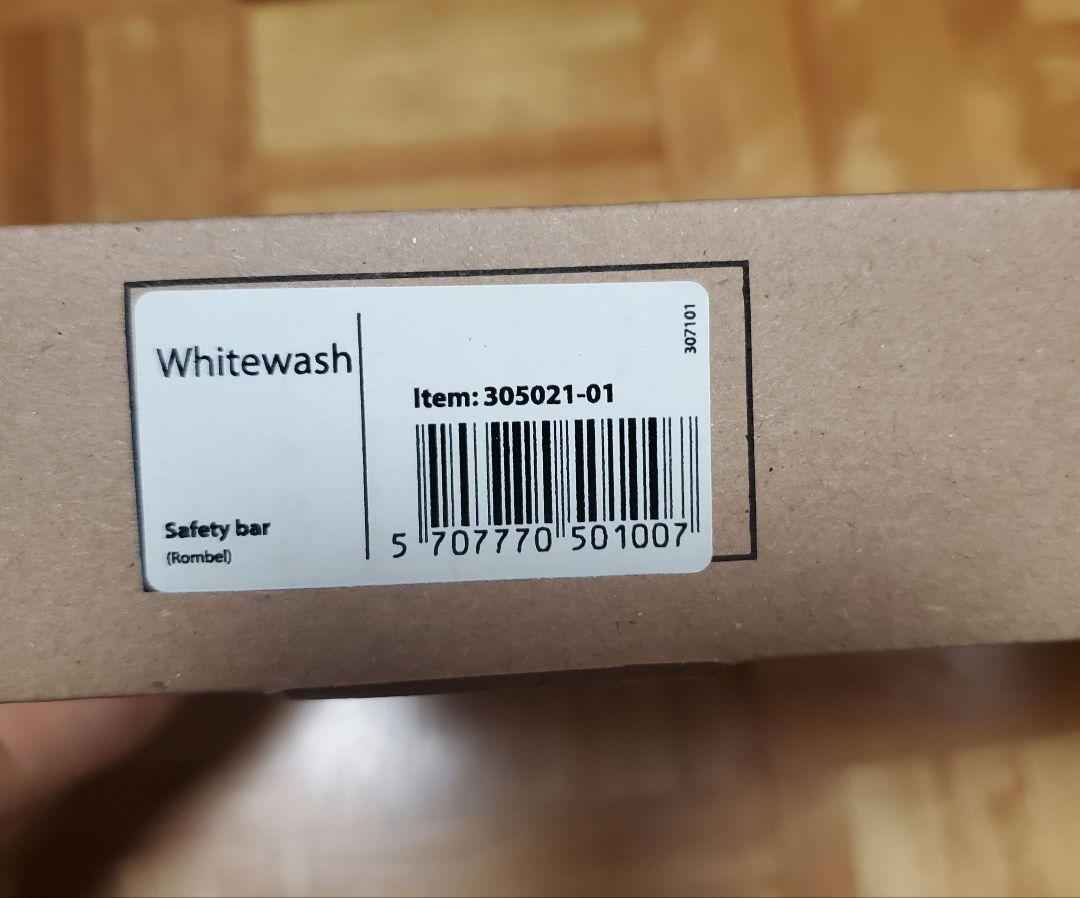 Whitewash
Safety bar
(Rombel)
307101
Item: 305021-01
5 707770 501007